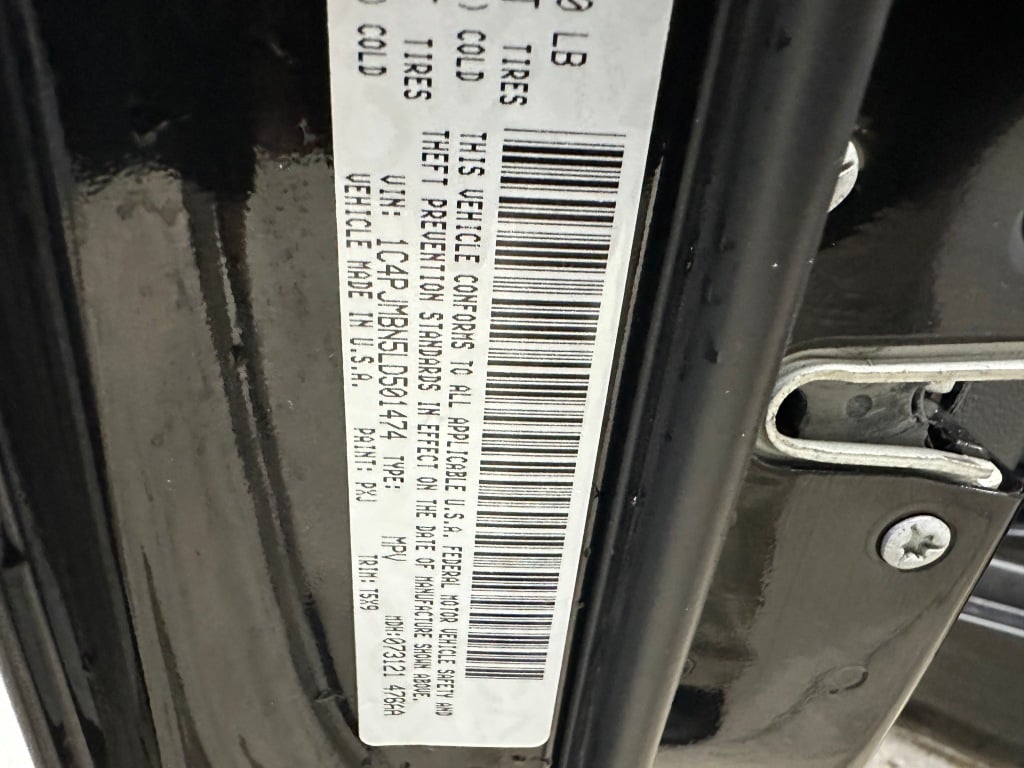 0 LB
T TIRES
) COLD
T TIRES
) COLD
THIS VEHICLE CONFORMS TO ALL APPLICABLE U.S.A. FEDERAL MOTOR VEHICLE SAFETY AND
THEFT PREVENTION STANDARDS IN EFFECT ON THE DATE OF MANUFACTURE SHOWN ABOVE.
VIN: 1C4PJMBN5LD501474 TYPE: MPV MDH:073121 476AA
VEHICLE MADE IN U.S.A. PAINT: PXJ TRIM: T5X9